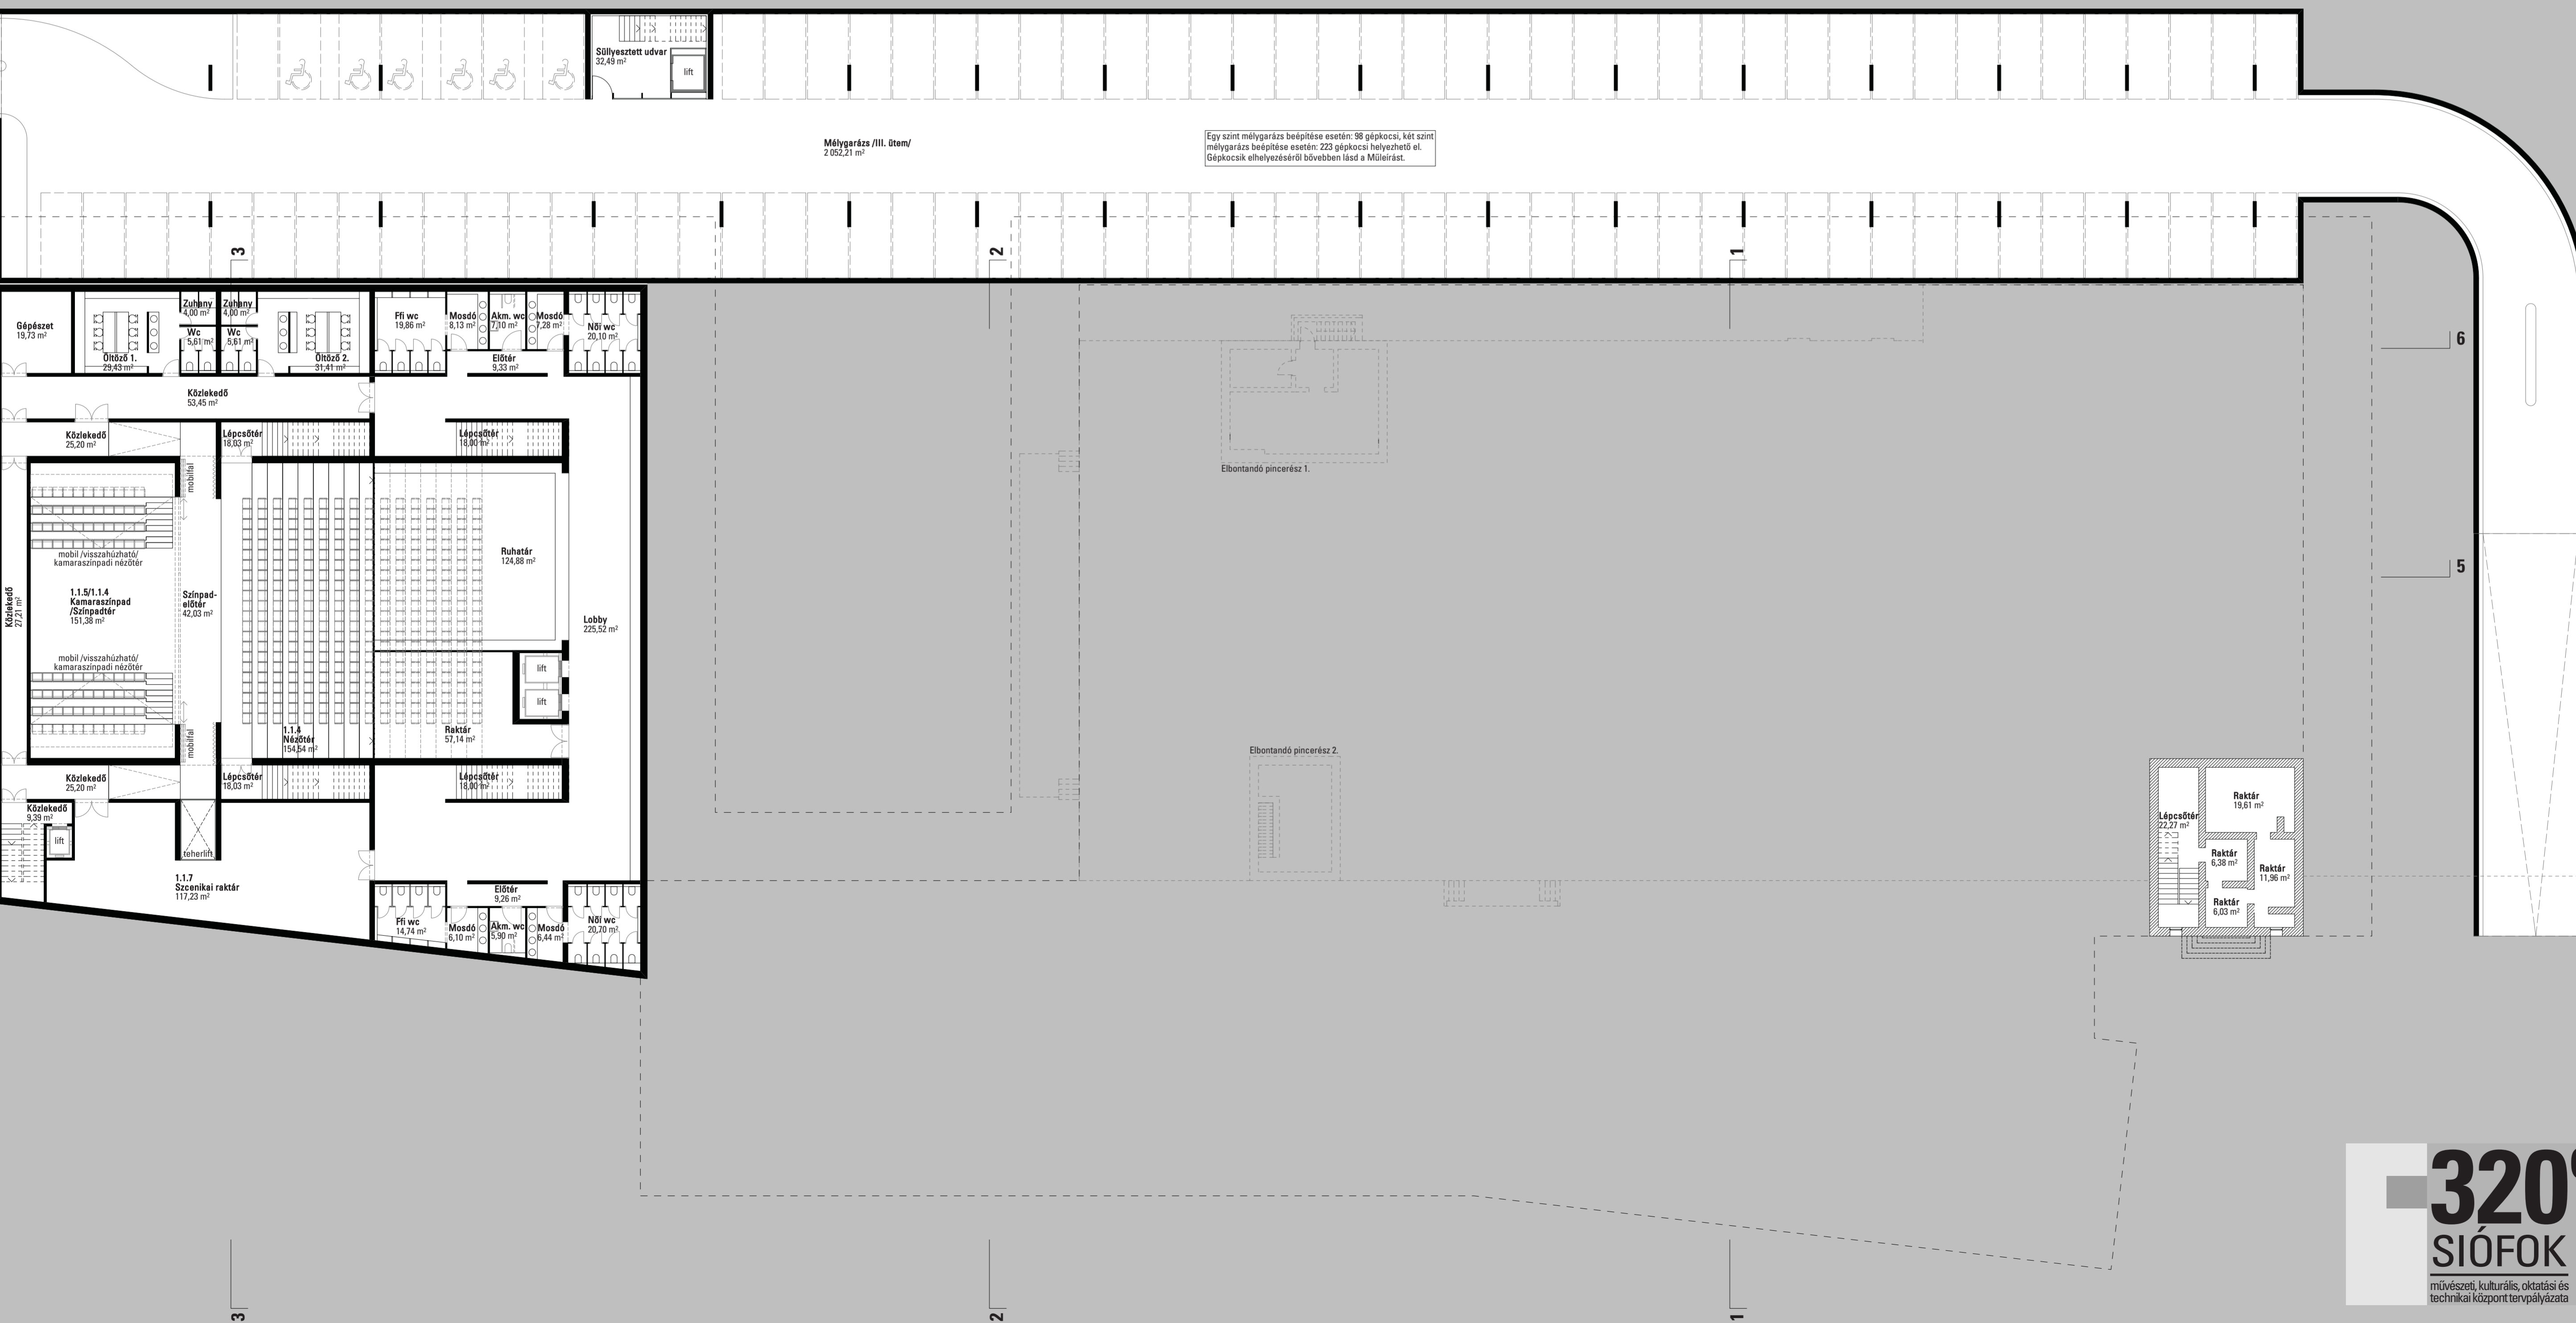 Süllyesztett udvar
32,49 m²
lift
Mélygarázs /III. ütem/
2 052,21 m²
Egy szint mélygarázs beépítése esetén: 98 gépkocsi, két szint
mélygarázs beépítése esetén: 223 gépkocsi helyezhető el.
Gépkocsik elhelyezéséről bővebben lásd a Műleírást.
3
2
1
Gépészet
19,73 m²
Öltöző 1.
29,43 m²
Zuhany
4,00 m²
Wc
5,61 m²
Zuhany
4,00 m²
Wc
5,61 m²
Öltöző 2.
31,41 m²
Ffi wc
19,86 m²
Mosdó
8,13 m²
Akm. wc
7,10 m²
Mosdó
7,28 m²
Női wc
20,10 m²
Előtér
9,33 m²
6
Közlekedő
53,45 m²
Közlekedő
25,20 m²
Lépcsőtér
18,03 m²
Lépcsőtér
18,00 m²
Elbontandó pincerész 1.
mobilfal
mobil /visszahúzható/
kamaraszínpadi nézőtér
Ruhatár
124,88 m²
5
Közlekedő
27,21 m²
1.1.5/1.1.4
Kamaraszínpad
/Színpadtér
151,38 m²
Színpad-
előtér
42,03 m²
Lobby
225,52 m²
mobil /visszahúzható/
kamaraszínpadi nézőtér
lift
lift
mobilfal
1.1.4
Nézőtér
154,54 m²
Raktár
57,14 m²
Elbontandó pincerész 2.
Közlekedő
25,20 m²
Lépcsőtér
18,03 m²
Lépcsőtér
18,00 m²
Közlekedő
9,39 m²
lift
teherlift
1.1.7
Szcenikai raktár
117,23 m²
Előtér
9,26 m²
Ffi wc
14,74 m²
Mosdó
6,10 m²
Akm. wc
5,90 m²
Mosdó
6,44 m²
Női wc
20,70 m²
Raktár
19,61 m²
Lépcsőtér
22,27 m²
Raktár
6,38 m²
Raktár
11,96 m²
Raktár
6,03 m²
320°
SIÓFOK
művészeti, kulturális, oktatási és
technikai központ tervpályázata
3
2
1